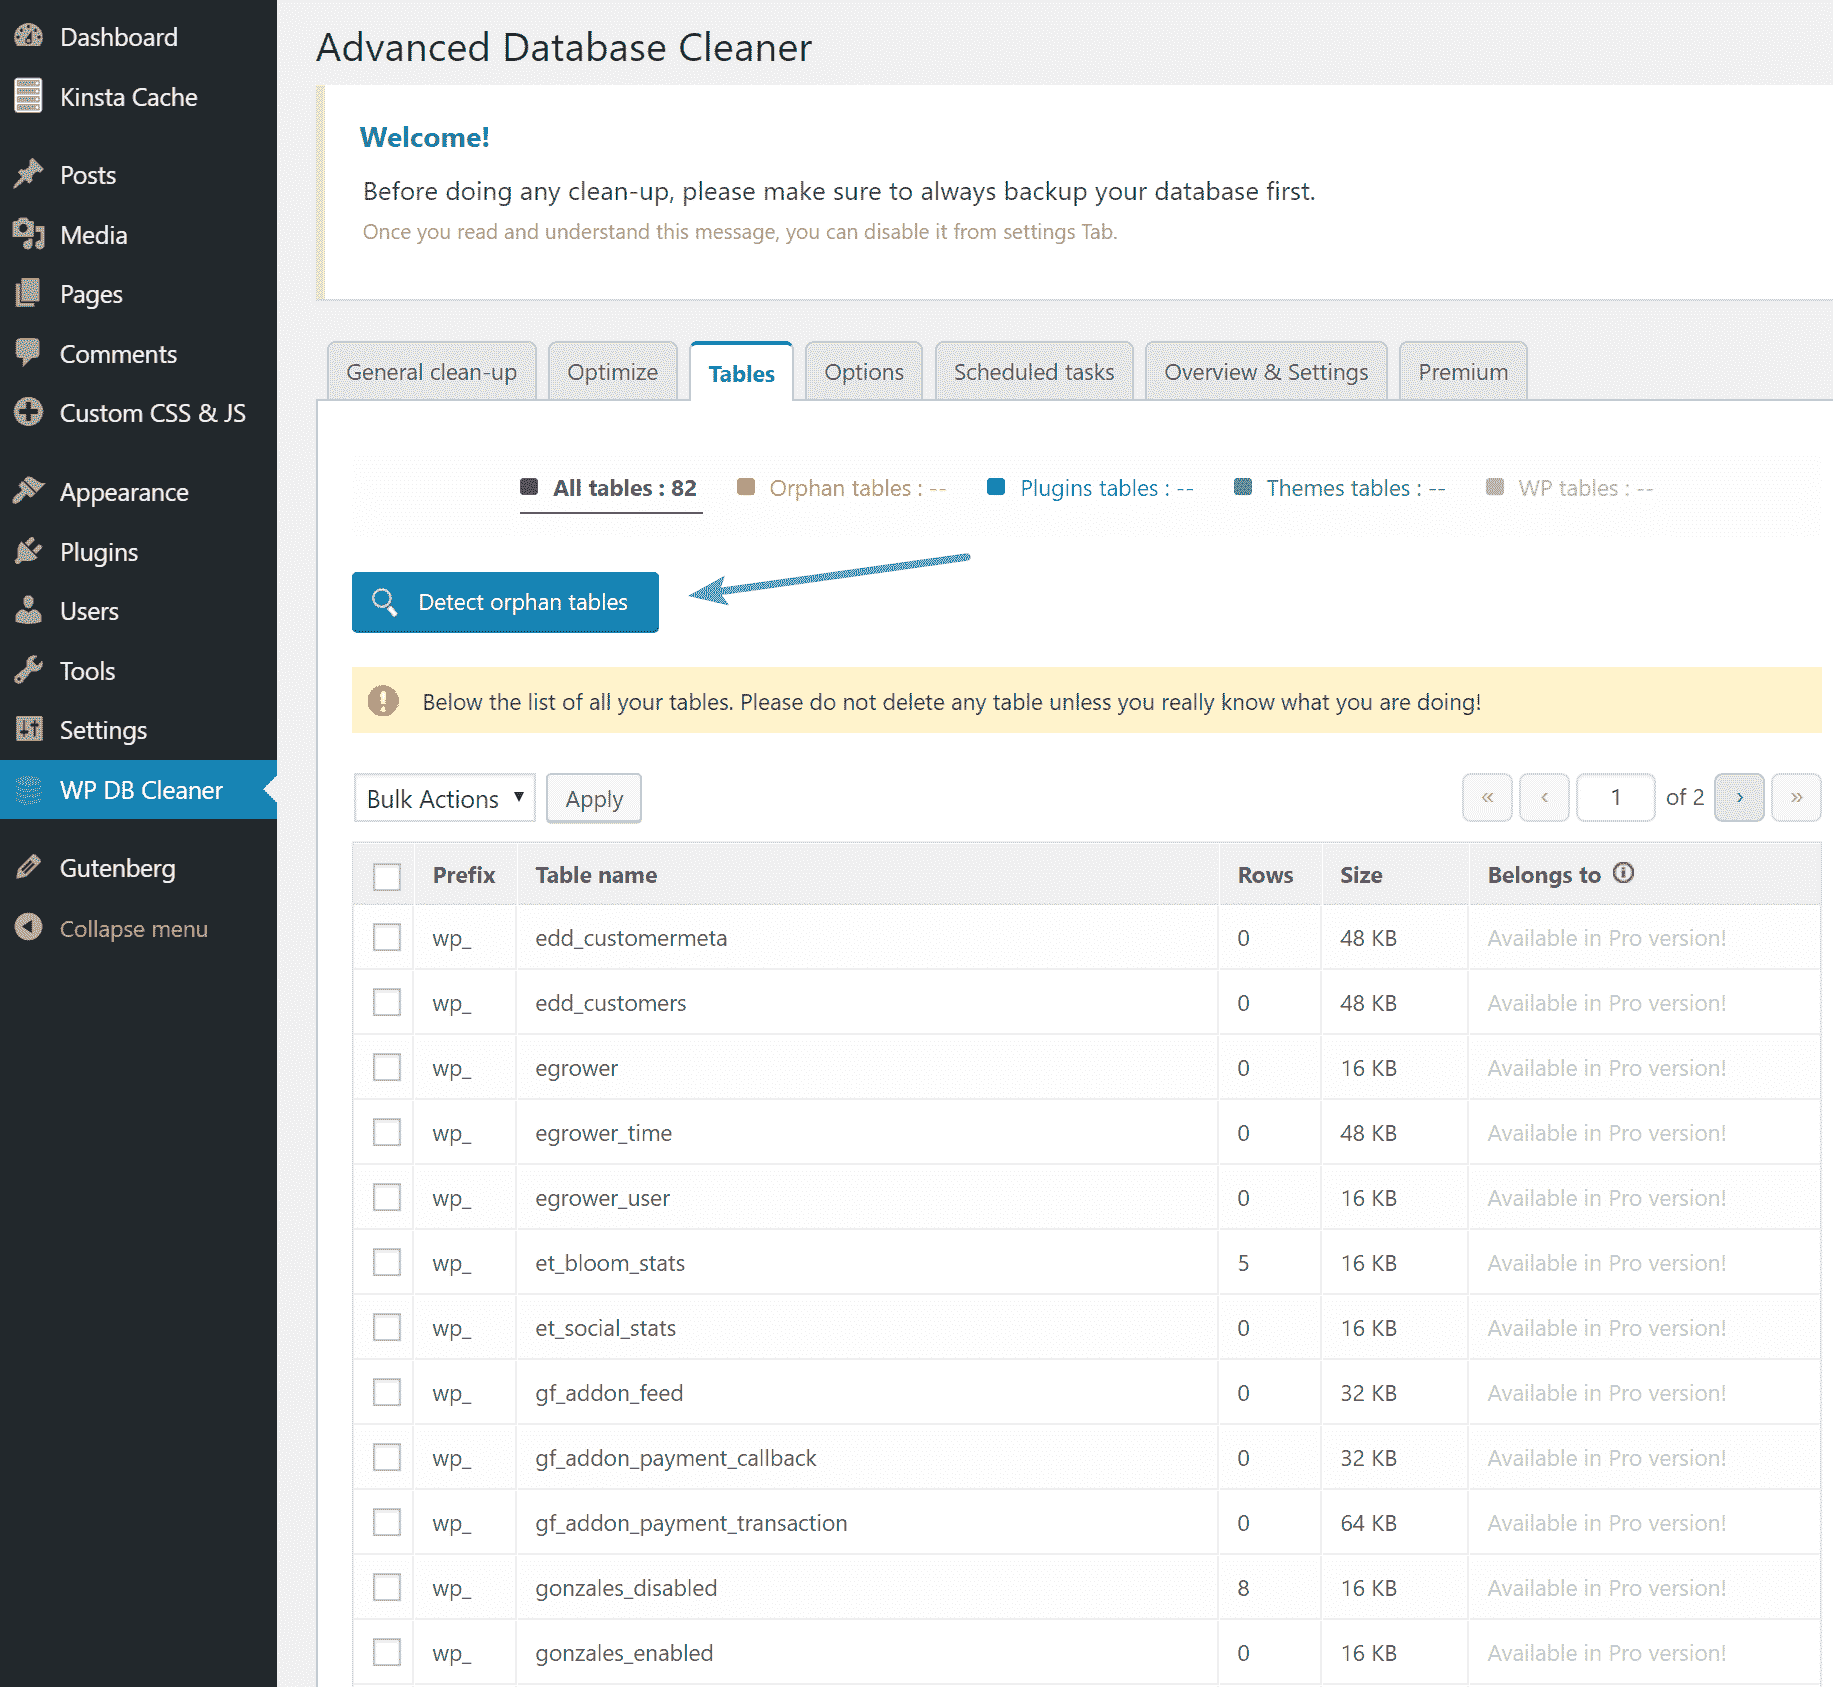 Dashboard
Kinsta Cache
Posts
Media
Pages
Comments
Custom CSS & JS
Appearance
Plugins
Users
Tools
Settings
WP DB Cleaner
Gutenberg
Collapse menu
Advanced Database Cleaner
Welcome!
Before doing any clean-up, please make sure to always backup your database first.
Once you read and understand this message, you can disable it from settings Tab.
General clean-up Optimize Tables Options Scheduled tasks Overview & Settings Premium
All tables : 82 Orphan tables : -- Plugins tables : -- Themes tables : -- WP tables : --
Detect orphan tables
Below the list of all your tables. Please do not delete any table unless you really know what you are doing!
Bulk Actions Apply « ‹ 1 of 2 › »
Prefix Table name Rows Size Belongs to
wp_ edd_customermeta 0 48 KB Available in Pro version!
wp_ edd_customers 0 48 KB Available in Pro version!
wp_ egrower 0 16 KB Available in Pro version!
wp_ egrower_time 0 48 KB Available in Pro version!
wp_ egrower_user 0 16 KB Available in Pro version!
wp_ et_bloom_stats 5 16 KB Available in Pro version!
wp_ et_social_stats 0 16 KB Available in Pro version!
wp_ gf_addon_feed 0 32 KB Available in Pro version!
wp_ gf_addon_payment_callback 0 32 KB Available in Pro version!
wp_ gf_addon_payment_transaction 0 64 KB Available in Pro version!
wp_ gonzales_disabled 8 16 KB Available in Pro version!
wp_ gonzales_enabled 0 16 KB Available in Pro version!